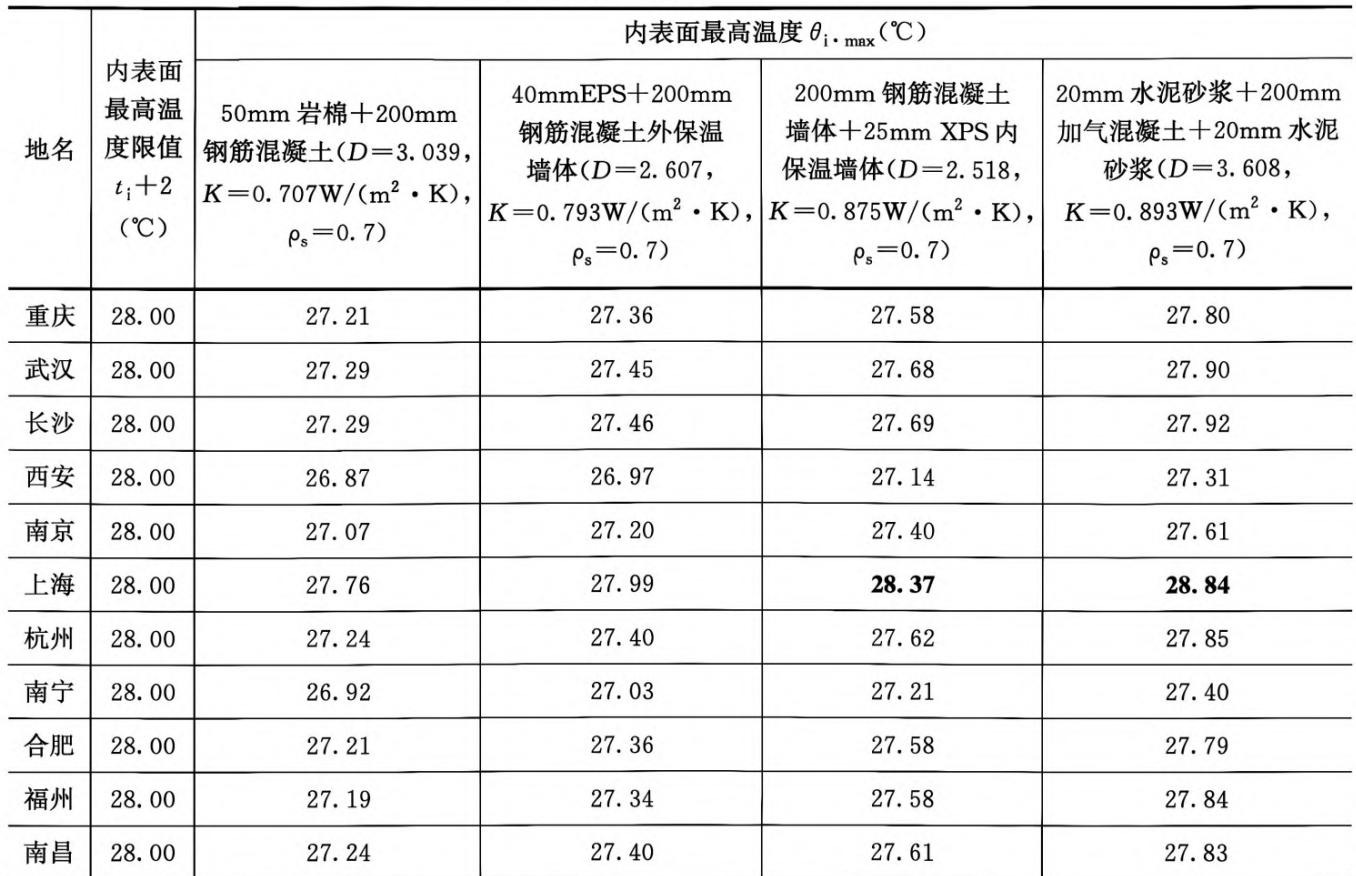 地名
内表面
最高温
度限值
tᵢ+2
(℃)
内表面最高温度 θᵢ.max(℃)
50mm 岩棉+200mm
钢筋混凝土(D=3.039,
K=0.707W/(m²·K),
ρₛ=0.7)
40mmEPS+200mm
钢筋混凝土外保温
墙体(D=2.607,
K=0.793W/(m²·K),
ρₛ=0.7)
200mm 钢筋混凝土
墙体+25mm XPS 内
保温墙体(D=2.518,
K=0.875W/(m²·K),
ρₛ=0.7)
20mm 水泥砂浆+200mm
加气混凝土+20mm 水泥
砂浆(D=3.608,
K=0.893W/(m²·K),
ρₛ=0.7)
重庆 28.00 27.21 27.36 27.58 27.80
武汉 28.00 27.29 27.45 27.68 27.90
长沙 28.00 27.29 27.46 27.69 27.92
西安 28.00 26.87 26.97 27.14 27.31
南京 28.00 27.07 27.20 27.40 27.61
上海 28.00 27.76 27.99 28.37 28.84
杭州 28.00 27.24 27.40 27.62 27.85
南宁 28.00 26.92 27.03 27.21 27.40
合肥 28.00 27.21 27.36 27.58 27.79
福州 28.00 27.19 27.34 27.58 27.84
南昌 28.00 27.24 27.40 27.61 27.83